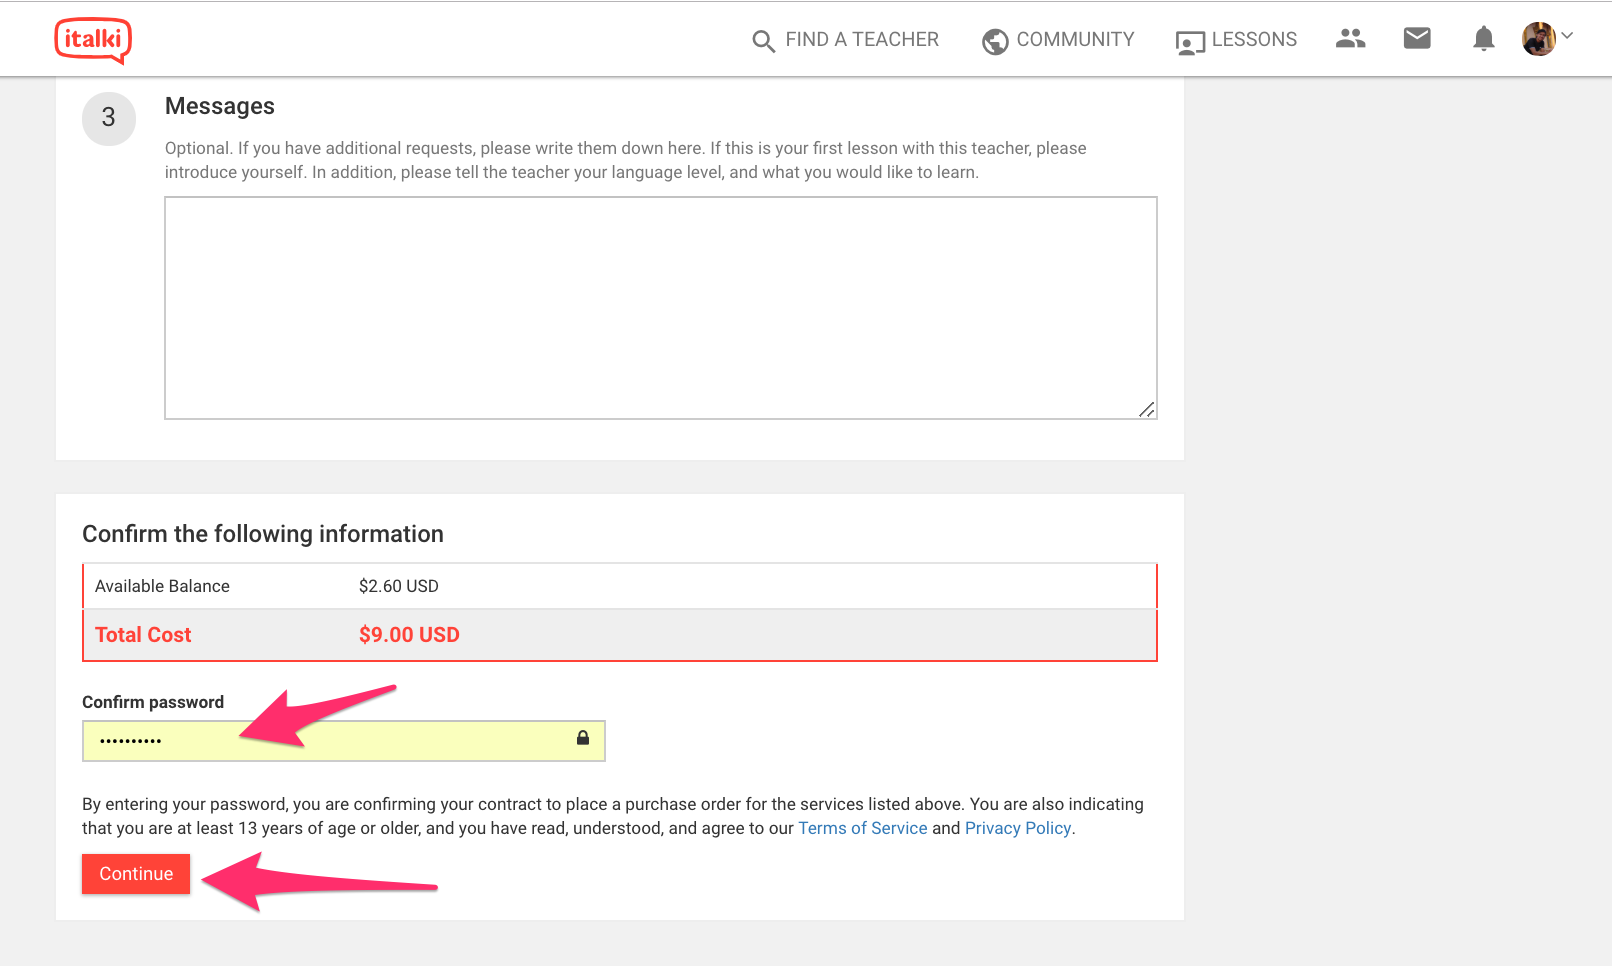 italki
FIND A TEACHER
COMMUNITY
LESSONS
3
Messages
Optional. If you have additional requests, please write them down here. If this is your first lesson with this teacher, please
introduce yourself. In addition, please tell the teacher your language level, and what you would like to learn.
Confirm the following information
Available Balance $2.60 USD
Total Cost $9.00 USD
Confirm password
••••••••••
By entering your password, you are confirming your contract to place a purchase order for the services listed above. You are also indicating
that you are at least 13 years of age or older, and you have read, understood, and agree to our Terms of Service and Privacy Policy.
Continue